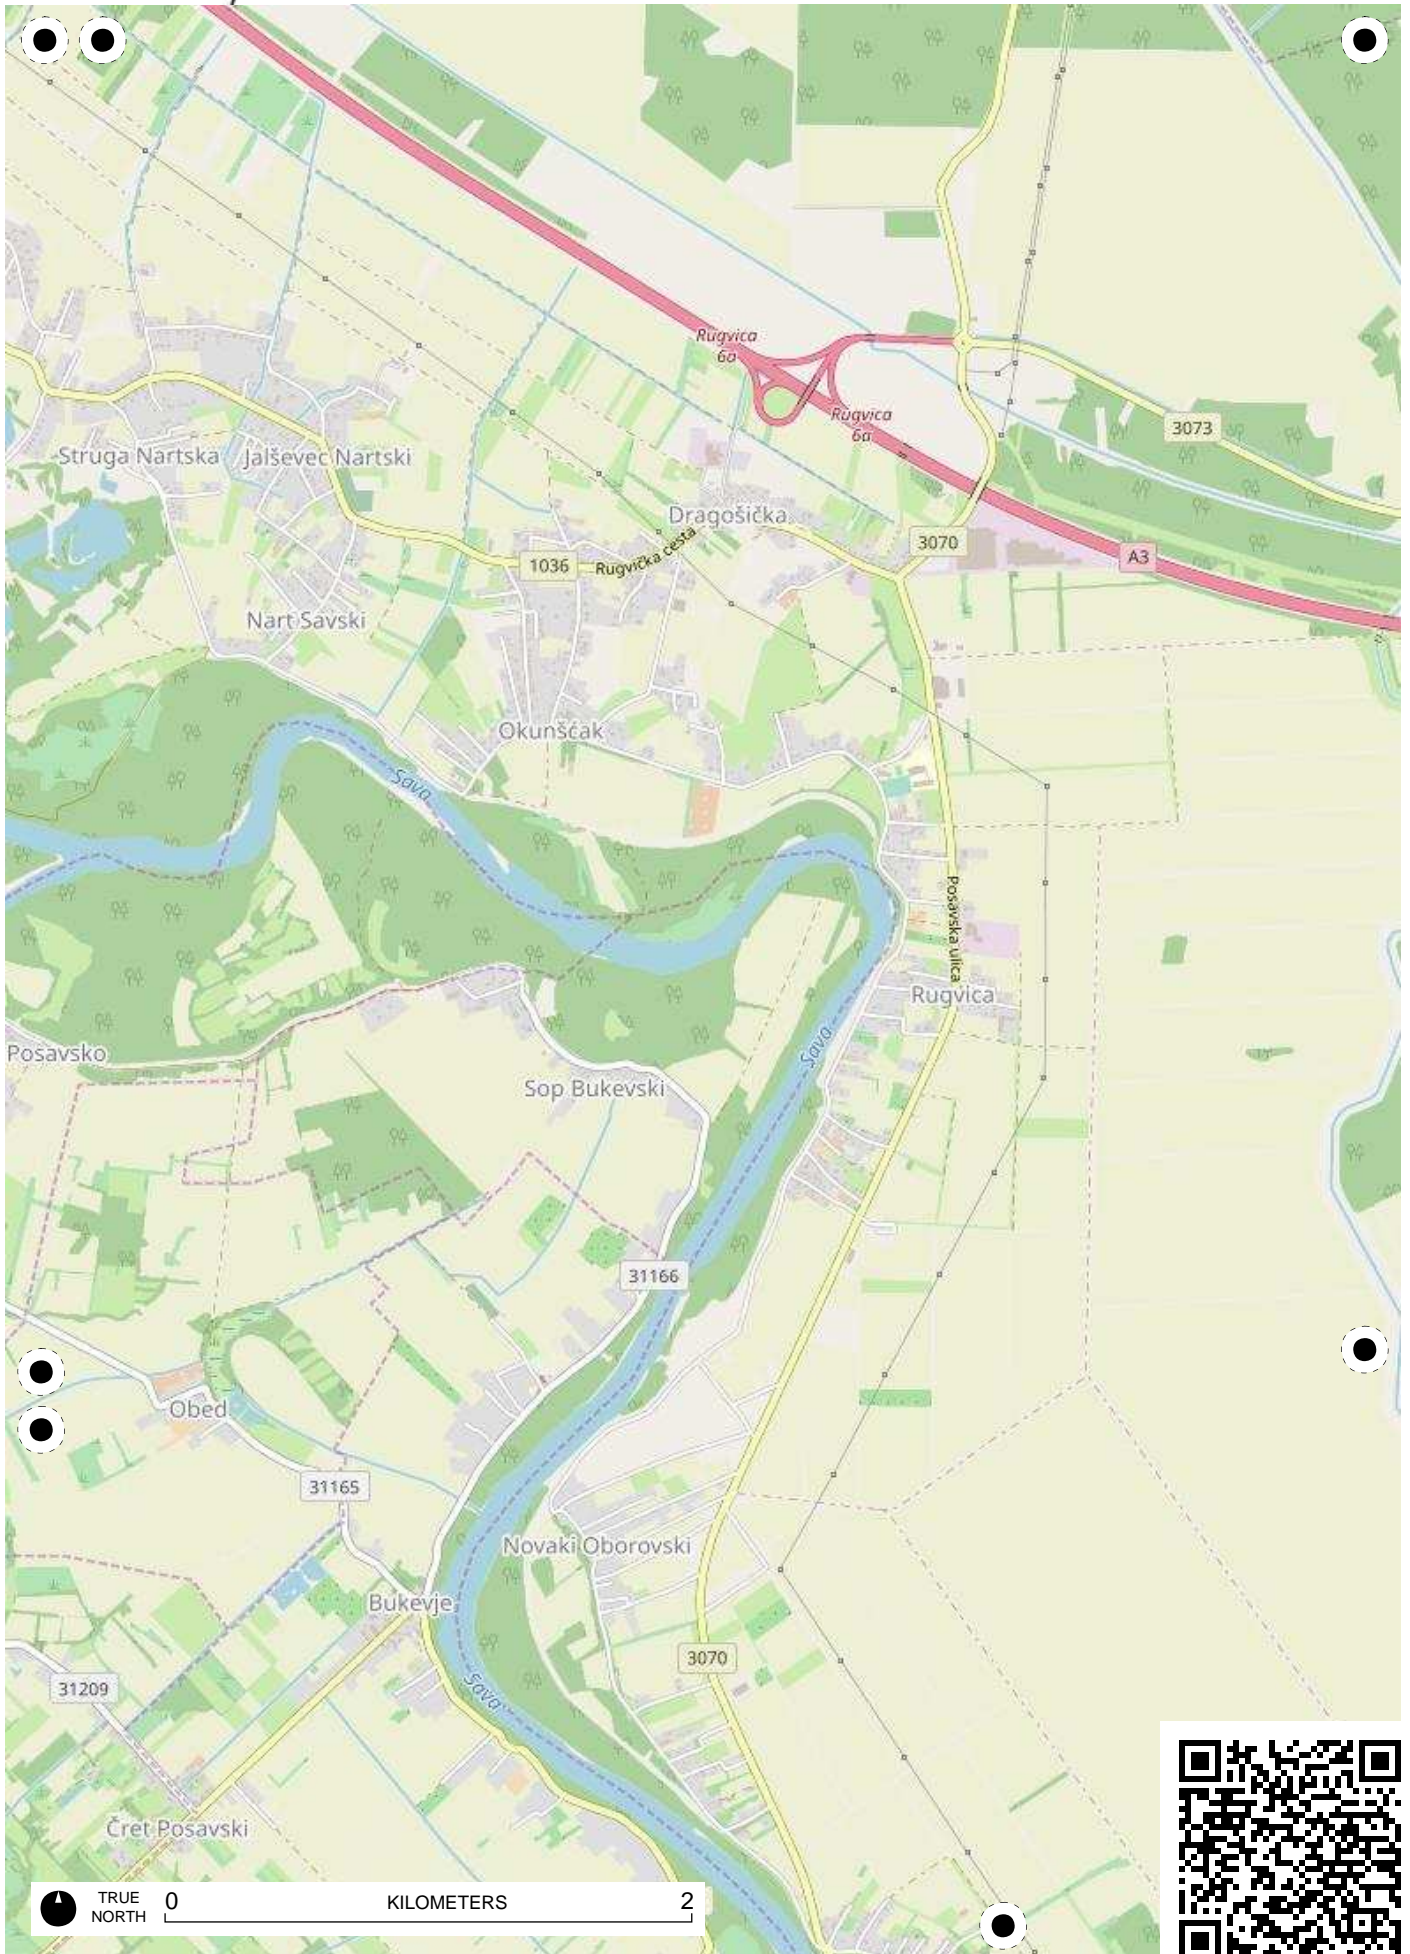 Rugvica
6a
Rugvica
6a
3073
Struga Nartska
Jalševec Nartski
Dragošička
3070
A3
1036
Rugvička cesta
Nart Savski
Okunšćak
Sava
Posavska ulica
Rugvica
Sava
Posavsko
Sop Bukevski
31166
Obed
31165
Novaki Oborovski
Bukevje
3070
31209
Sava
Čret Posavski
TRUE
NORTH
0
KILOMETERS
2